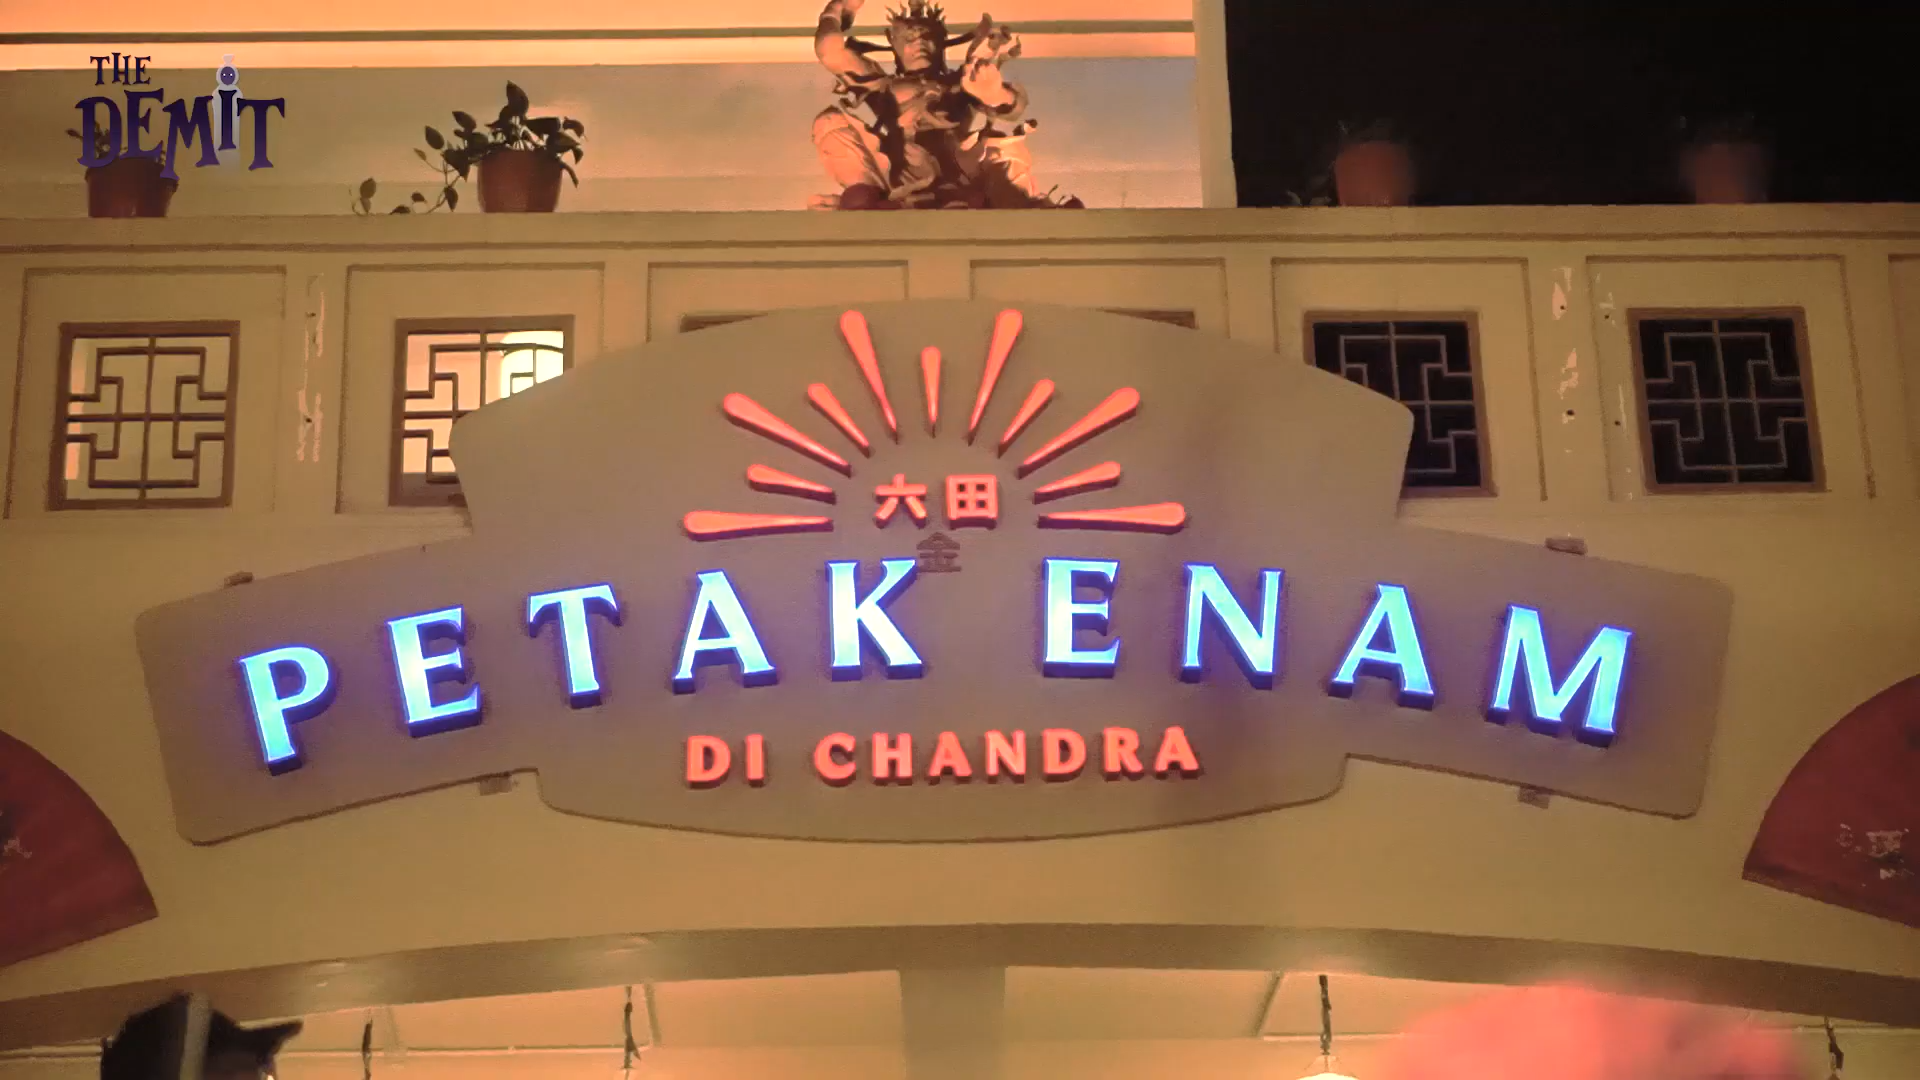 THE
DEMIT
六田
金
PETAK ENAM
DI CHANDRA